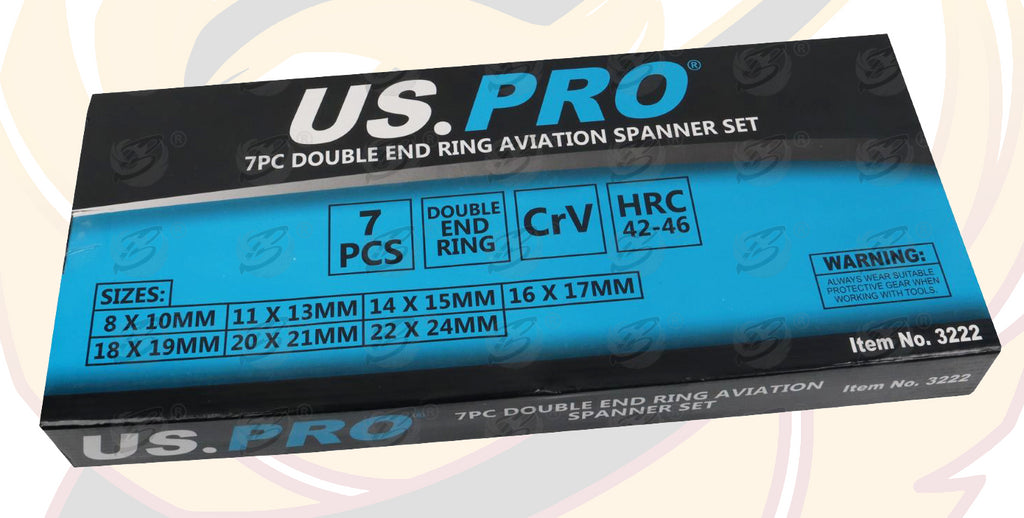 US.PRO®
7PC DOUBLE END RING AVIATION SPANNER SET
7
PCS
DOUBLE
END
RING
CrV
HRC
42-46
SIZES:
8 X 10MM 11 X 13MM 14 X 15MM 16 X 17MM
18 X 19MM 20 X 21MM 22 X 24MM
WARNING:
ALWAYS WEAR SUITABLE
PROTECTIVE GEAR WHEN
WORKING WITH TOOLS.
Item No. 3222
US.PRO®
7PC DOUBLE END RING AVIATION
SPANNER SET
Item No. 3222